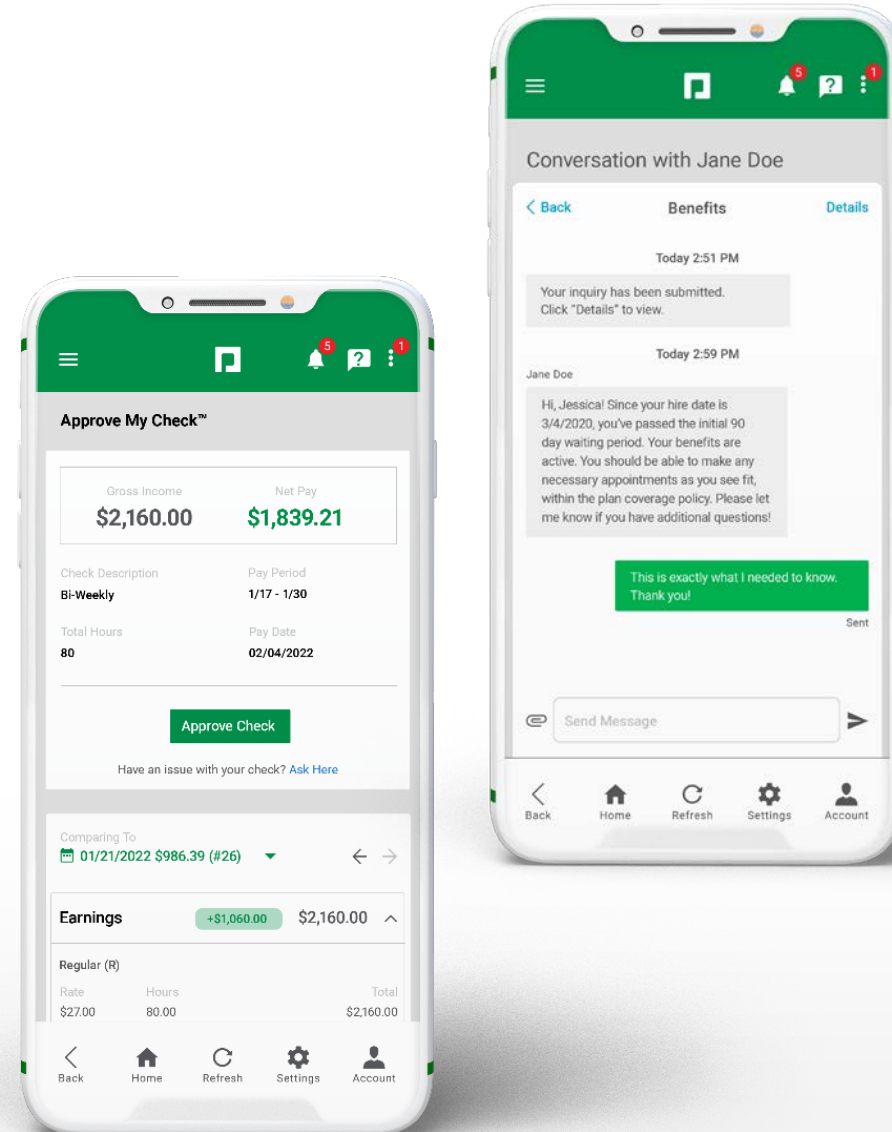 Approve My Check™
5
1
Gross Income
Net Pay
$2,160.00
$1,839.21
Check Description
Pay Period
Bi-Weekly
1/17 - 1/30
Total Hours
Pay Date
80
02/04/2022
Approve Check
Have an issue with your check? Ask Here
Comparing To
01/21/2022 $986.39 (#26)
Earnings
+$1,060.00
$2,160.00
Regular (R)
Rate
Hours
Total
$27.00
80.00
$2,160.00
Back
Home
Refresh
Settings
Account
5
?
1
Conversation with Jane Doe
Back
Benefits
Details
Today 2:51 PM
Your inquiry has been submitted.
Click "Details" to view.
Today 2:59 PM
Jane Doe
Hi, Jessica! Since your hire date is
3/4/2020, you've passed the initial 90
day waiting period. Your benefits are
active. You should be able to make any
necessary appointments as you see fit,
within the plan coverage policy. Please let
me know if you have additional questions!
This is exactly what I needed to know.
Thank you!
Sent
Send Message
Back
Home
Refresh
Settings
Account